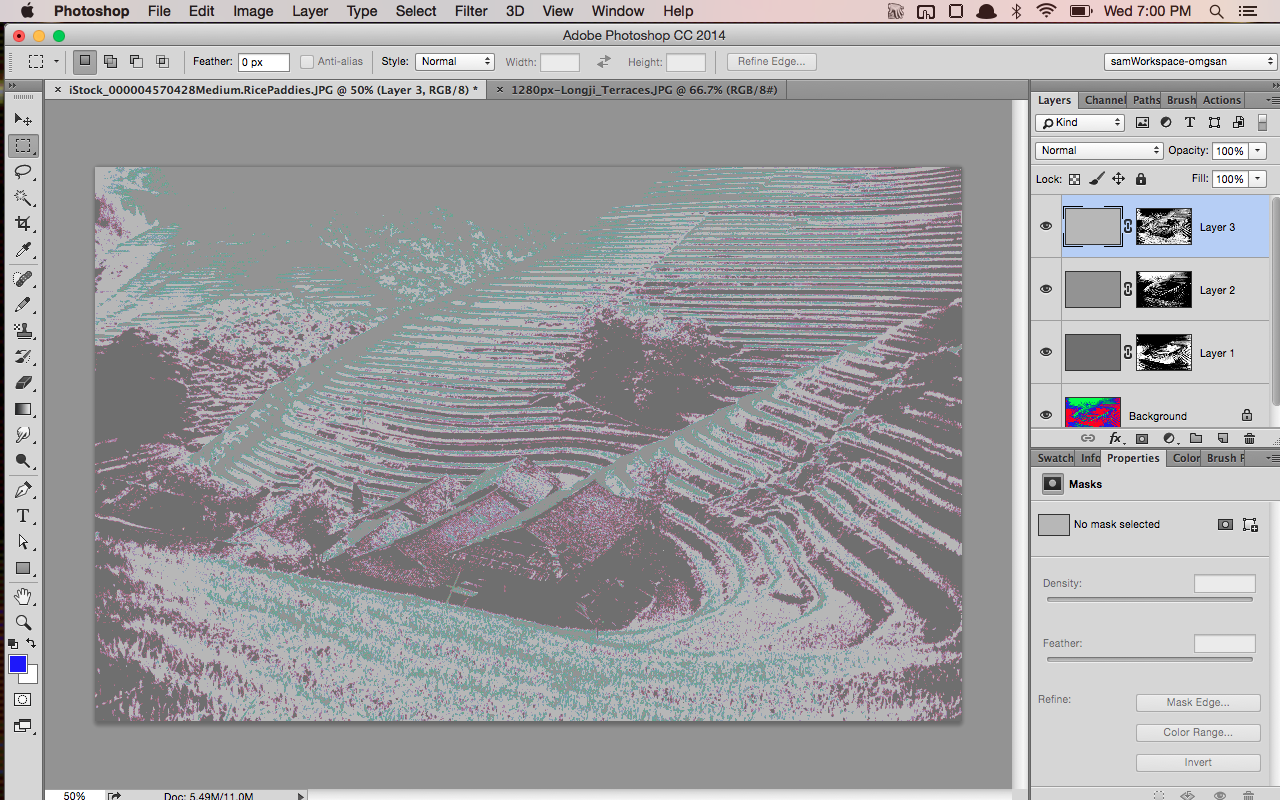 Photoshop File Edit Image Layer Type Select Filter 3D View Window Help Wed 7:00 PM
Adobe Photoshop CC 2014
Feather: 0 px Anti-alias Style: Normal Width: Height: Refine Edge... samWorkspace-omgsan
× iStock_000004570428Medium.RicePaddies.JPG @ 50% (Layer 3, RGB/8) * × 1280px-Longji_Terraces.JPG @ 66.7% (RGB/8#)
Layers Channel Paths Brush Actions
Kind
Normal Opacity: 100%
Lock: Fill: 100%
Layer 3
Layer 2
Layer 1
Background
fx
Swatch Info Properties Color Brush P
Masks
No mask selected
Density:
Feather:
Refine: Mask Edge...
Color Range...
Invert
50% Doc: 5.49M/11.0M